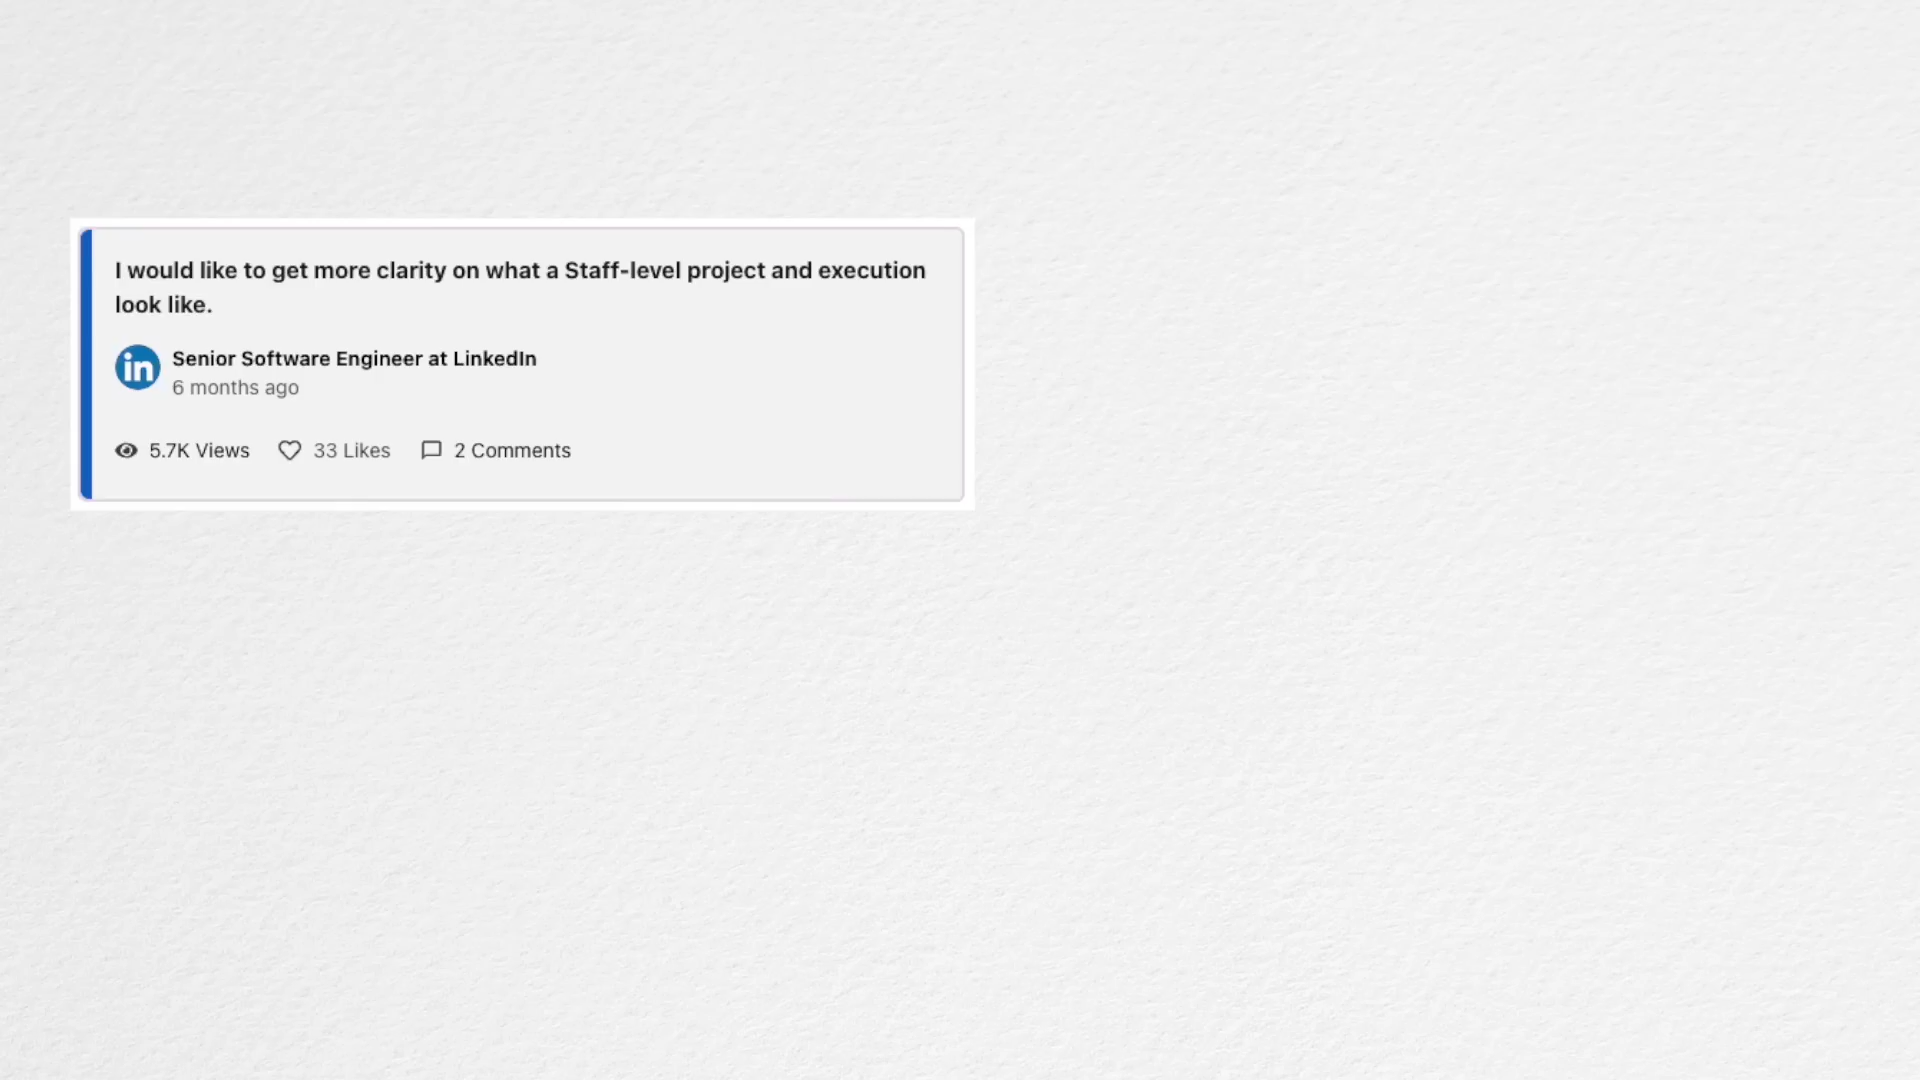 I would like to get more clarity on what a Staff-level project and execution
look like.
in
Senior Software Engineer at LinkedIn
6 months ago
5.7K Views 33 Likes 2 Comments